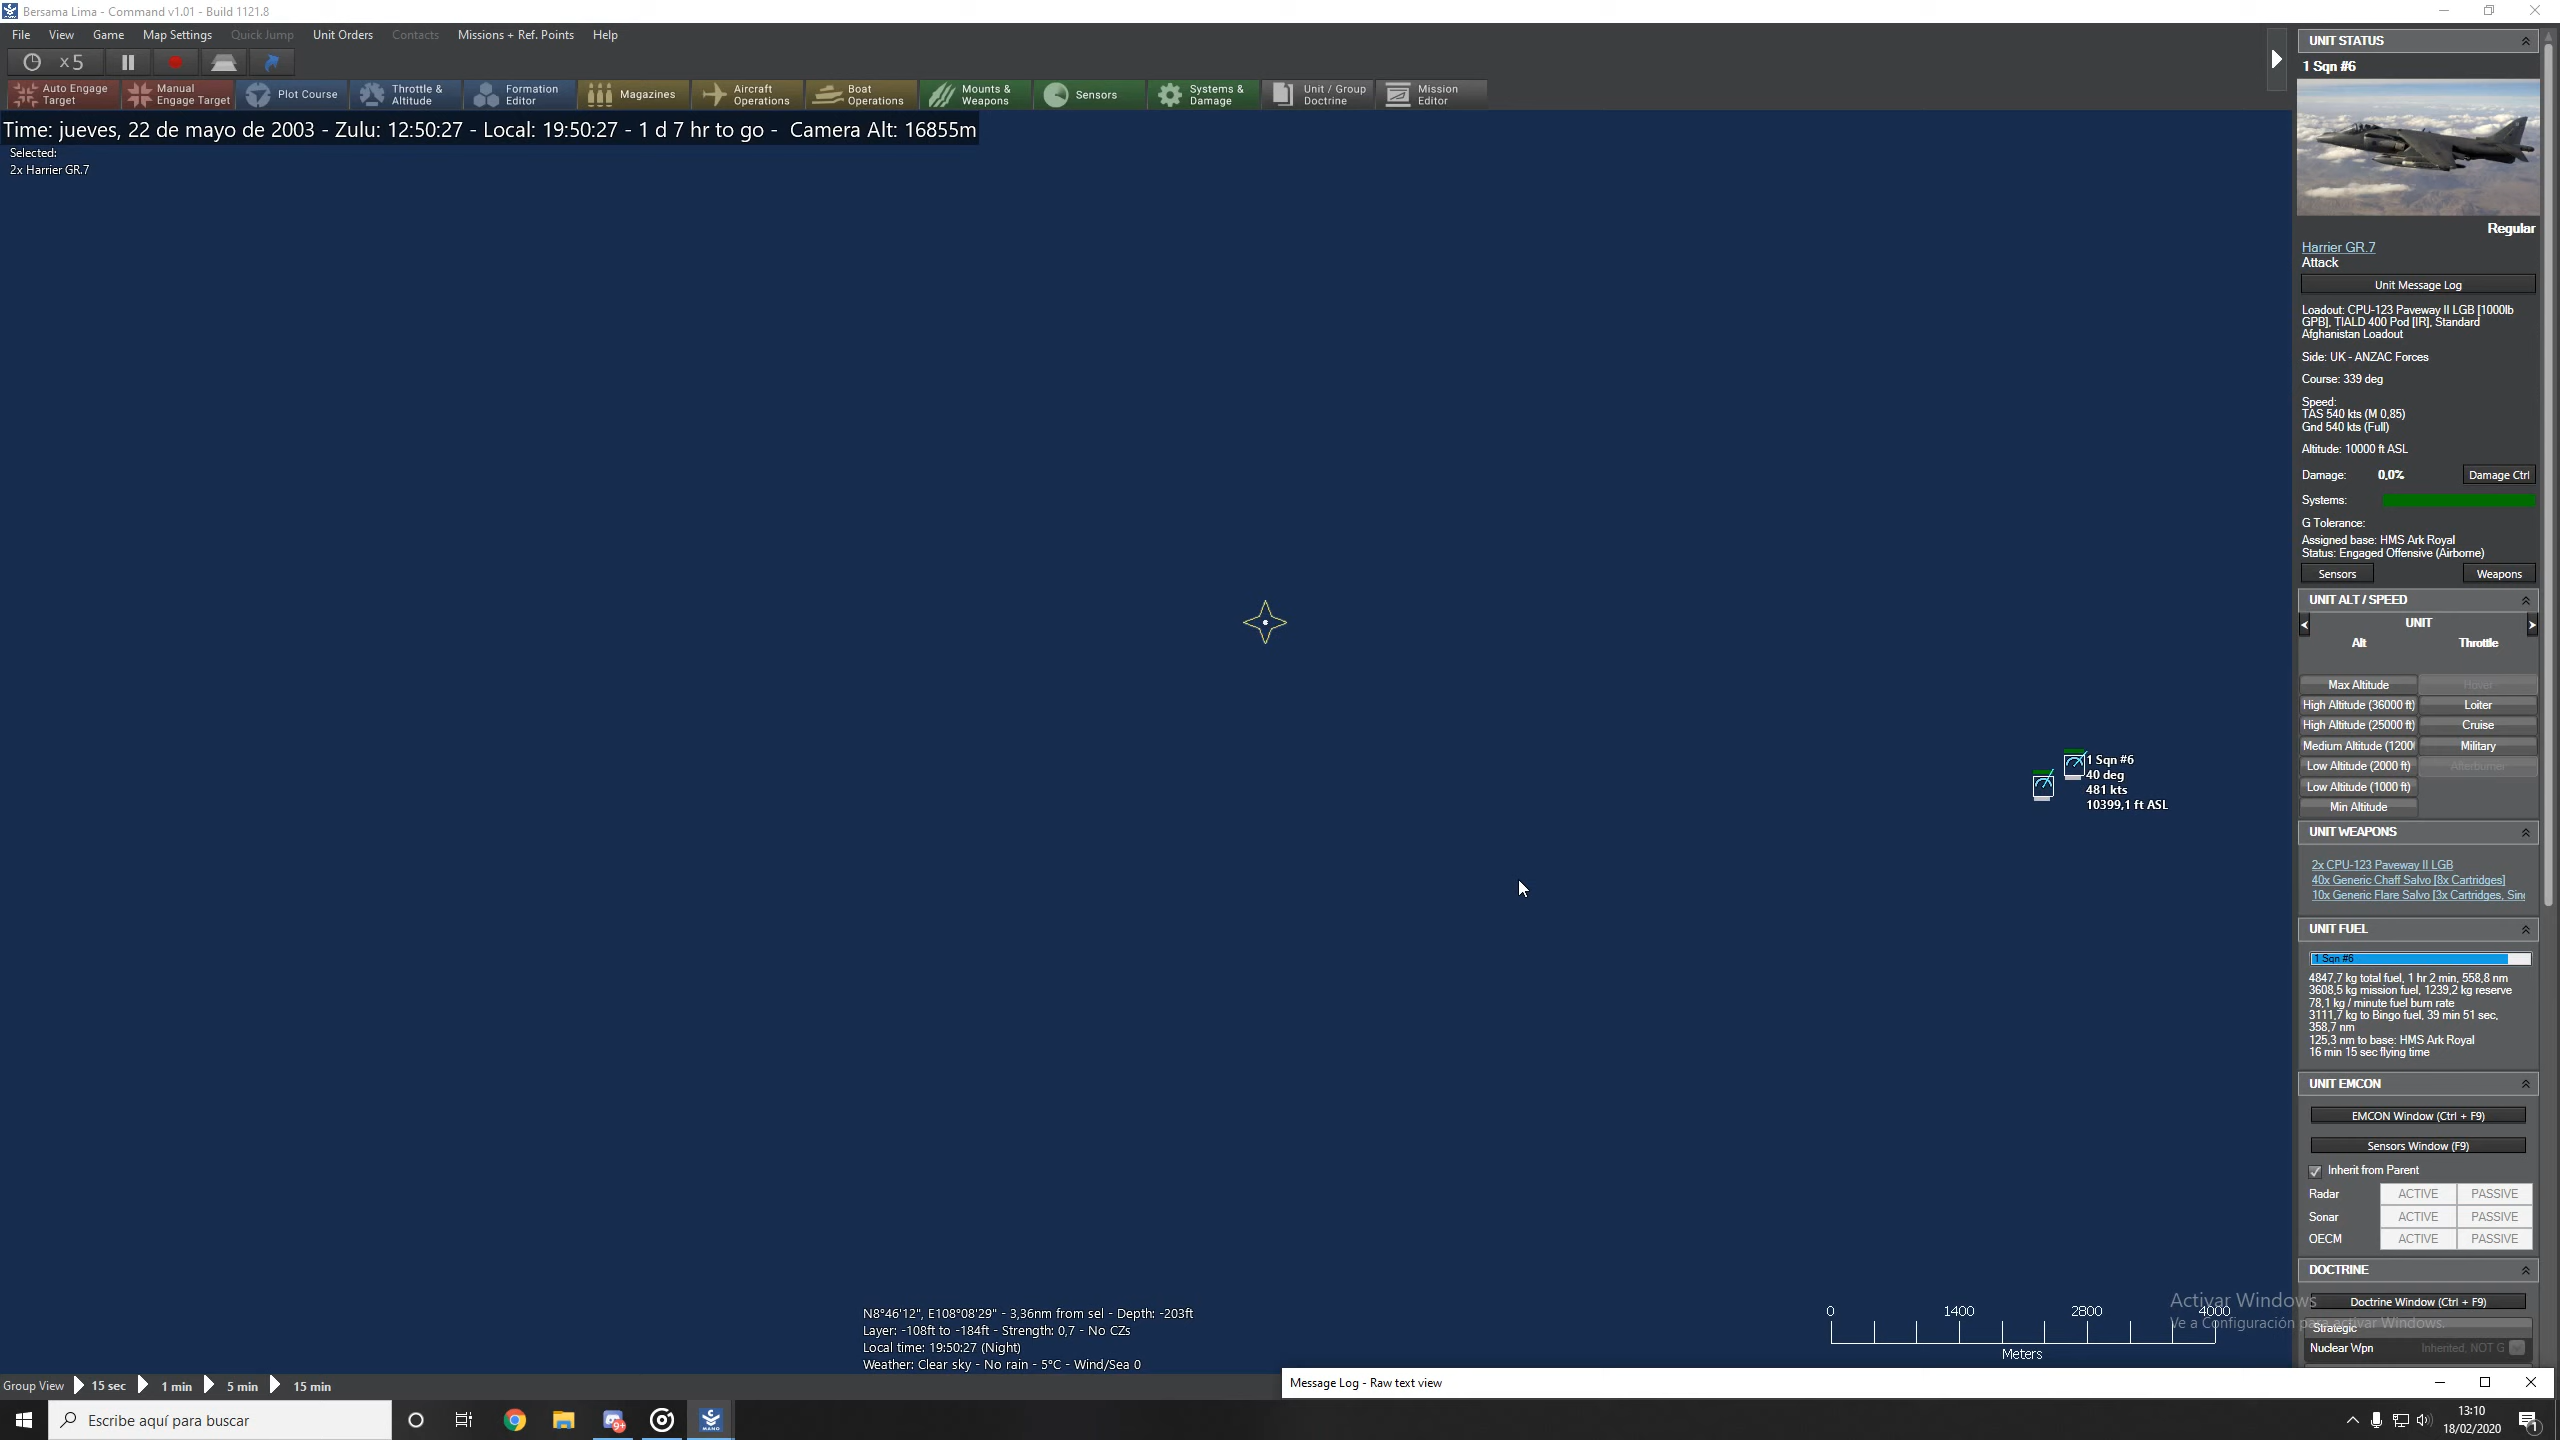 Bersama Lima - Command v1.01 - Build 1121.8
File View Game Map Settings Quick Jump Unit Orders Contacts Missions + Ref. Points Help
x 5
Auto Engage Target
Manual Engage Target
Plot Course
Throttle & Altitude
Formation Editor
Magazines
Aircraft Operations
Boat Operations
Mounts & Weapons
Sensors
Systems & Damage
Unit / Group Doctrine
Mission Editor
Time: jueves, 22 de mayo de 2003 - Zulu: 12:50:27 - Local: 19:50:27 - 1 d 7 hr to go - Camera Alt: 16855m
Selected:
2x Harrier GR.7
1 Sqn #6
40 deg
481 kts
10399,1 ft ASL
N8°46'12", E108°08'29" - 3,36nm from sel - Depth: -203ft
Layer: -108ft to -184ft - Strength: 0,7 - No CZs
Local time: 19:50:27 (Night)
Weather: Clear sky - No rain - 5°C - Wind/Sea 0
0 1400 2800 4000
Meters
UNIT STATUS
1 Sqn #6
Regular
Harrier GR.7
Attack
Unit Message Log
Loadout: CPU-123 Paveway II LGB [1000lb
GPB], TIALD 400 Pod [IR], Standard
Afghanistan Loadout
Side: UK - ANZAC Forces
Course: 339 deg
Speed:
TAS 540 kts (M 0,85)
Gnd 540 kts (Full)
Altitude: 10000 ft ASL
Damage: 0,0% Damage Ctrl
Systems:
G Tolerance:
Assigned base: HMS Ark Royal
Status: Engaged Offensive (Airborne)
Sensors Weapons
UNIT ALT / SPEED
UNIT
Alt Throttle
Max Altitude Hover
High Altitude (36000 ft) Loiter
High Altitude (25000 ft) Cruise
Medium Altitude (1200 Military
Low Altitude (2000 ft) Afterburner
Low Altitude (1000 ft)
Min Altitude
UNIT WEAPONS
2x CPU-123 Paveway II LGB
40x Generic Chaff Salvo [8x Cartridges]
10x Generic Flare Salvo [3x Cartridges, Sin
UNIT FUEL
1 Sqn #6
4847,7 kg total fuel, 1 hr 2 min, 558,8 nm
3608,5 kg mission fuel, 1239,2 kg reserve
78,1 kg / minute fuel burn rate
3111,7 kg to Bingo fuel, 39 min 51 sec,
358,7 nm
125,3 nm to base: HMS Ark Royal
16 min 15 sec flying time
UNIT EMCON
EMCON Window (Ctrl + F9)
Sensors Window (F9)
Inherit from Parent
Radar ACTIVE PASSIVE
Sonar ACTIVE PASSIVE
OECM ACTIVE PASSIVE
DOCTRINE
Doctrine Window (Ctrl + F9)
Strategic
Nuclear Wpn Inherited, NOT G
Activar Windows
Ve a Configuración para activar Windows.
Group View 15 sec 1 min 5 min 15 min
Message Log - Raw text view
Escribe aquí para buscar
9+
MANO
13:10
18/02/2020
1